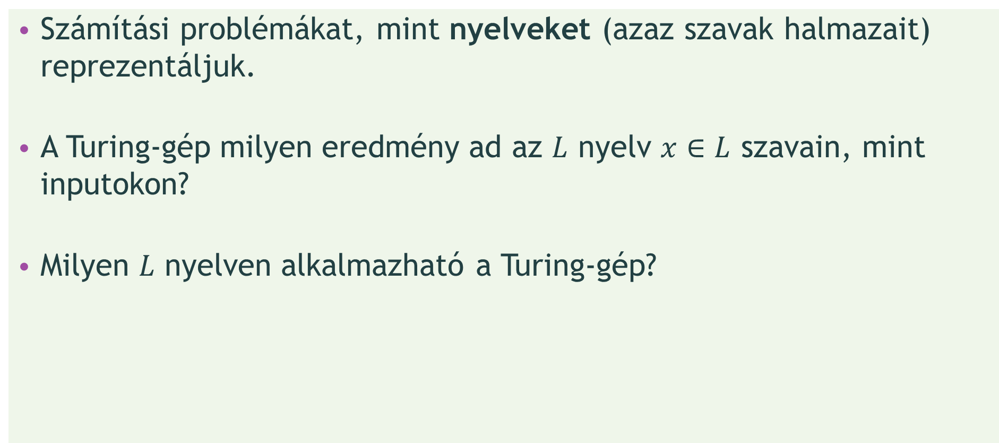 • Számítási problémákat, mint nyelveket (azaz szavak halmazait)
reprezentáljuk.
• A Turing-gép milyen eredmény ad az L nyelv x ∈ L szavain, mint
inputokon?
• Milyen L nyelven alkalmazható a Turing-gép?